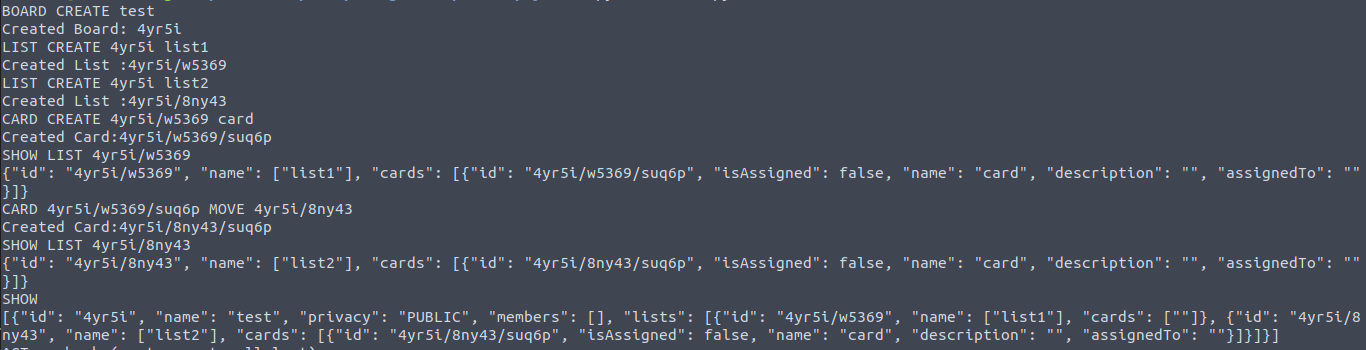 BOARD CREATE test
Created Board: 4yr5i
LIST CREATE 4yr5i list1
Created List :4yr5i/w5369
LIST CREATE 4yr5i list2
Created List :4yr5i/8ny43
CARD CREATE 4yr5i/w5369 card
Created Card:4yr5i/w5369/suq6p
SHOW LIST 4yr5i/w5369
{"id": "4yr5i/w5369", "name": ["list1"], "cards": [{"id": "4yr5i/w5369/suq6p", "isAssigned": false, "name": "card", "description": "", "assignedTo": ""
}]}
CARD 4yr5i/w5369/suq6p MOVE 4yr5i/8ny43
Created Card:4yr5i/8ny43/suq6p
SHOW LIST 4yr5i/8ny43
{"id": "4yr5i/8ny43", "name": ["list2"], "cards": [{"id": "4yr5i/8ny43/suq6p", "isAssigned": false, "name": "card", "description": "", "assignedTo": ""
}]}
SHOW
[{"id": "4yr5i", "name": "test", "privacy": "PUBLIC", "members": [], "lists": [{"id": "4yr5i/w5369", "name": ["list1"], "cards": [""]}, {"id": "4yr5i/8
ny43", "name": ["list2"], "cards": [{"id": "4yr5i/8ny43/suq6p", "isAssigned": false, "name": "card", "description": "", "assignedTo": ""}]}]}]